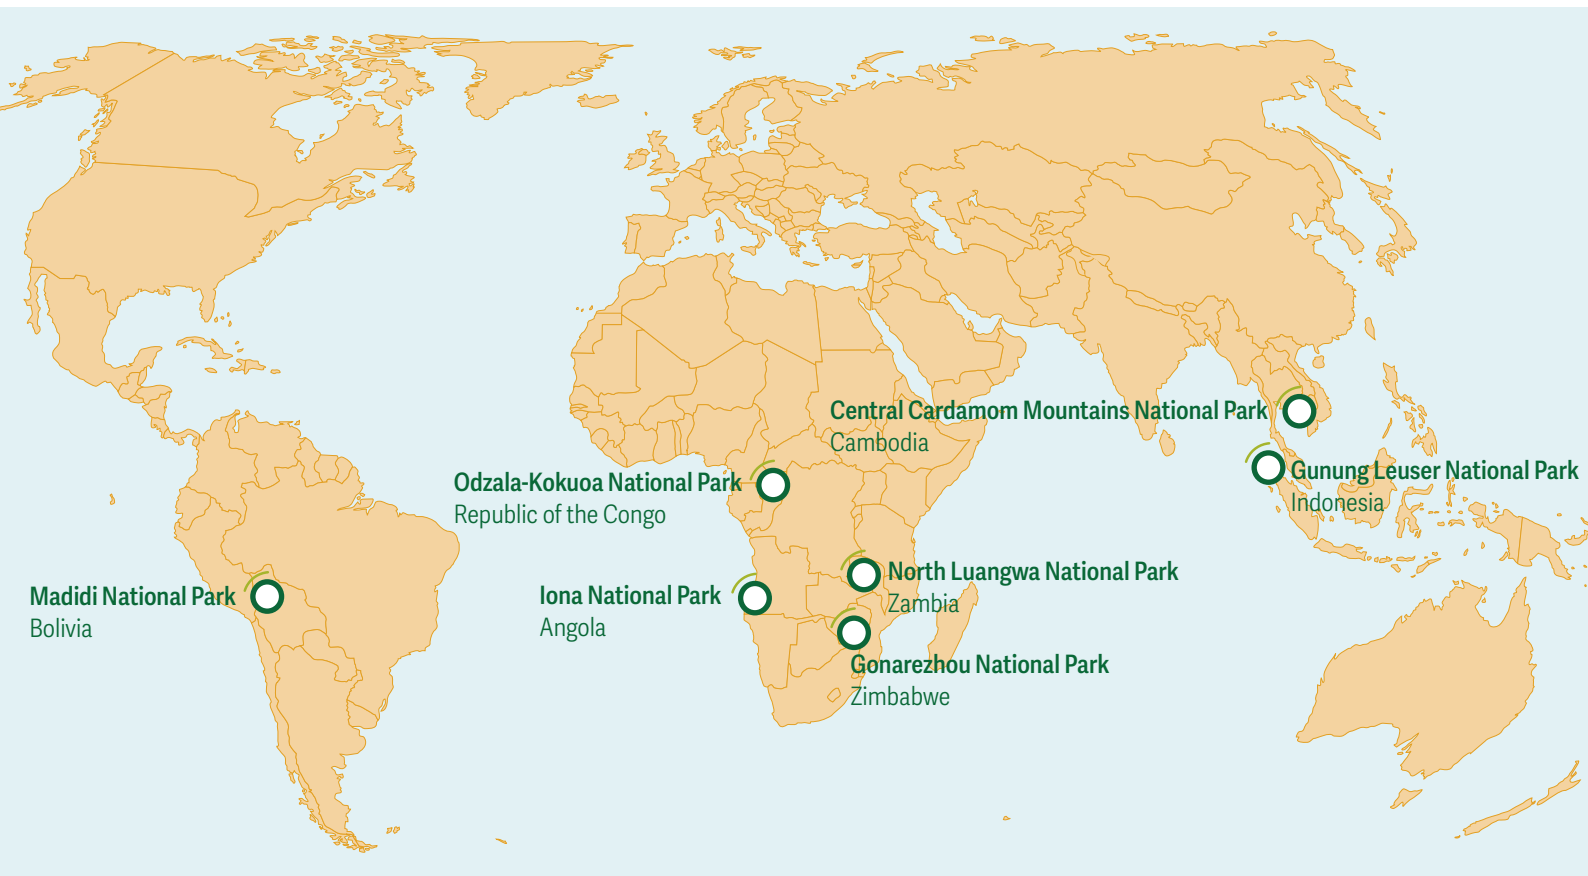 Central Cardamom Mountains National Park
Cambodia
Odzala-Kokuoa National Park
Republic of the Congo
Gunung Leuser National Park
Indonesia
North Luangwa National Park
Zambia
Madidi National Park
Bolivia
Iona National Park
Angola
Gonarezhou National Park
Zimbabwe